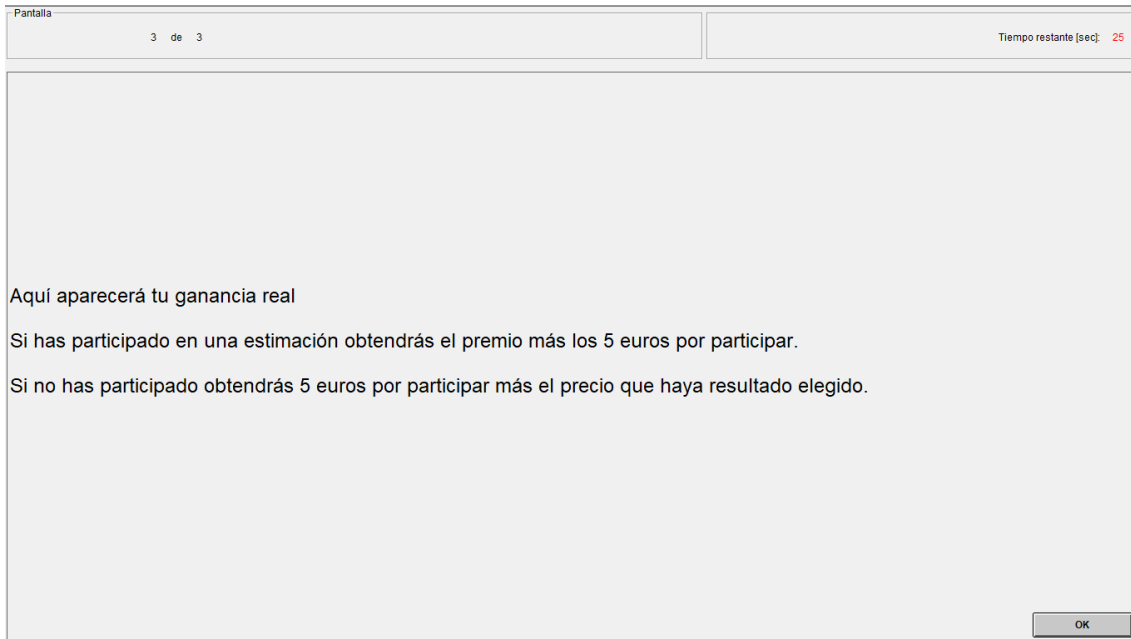 Pantalla
3 de 3
Tiempo restante [sec]: 25
Aquí aparecerá tu ganancia real
Si has participado en una estimación obtendrás el premio más los 5 euros por participar.
Si no has participado obtendrás 5 euros por participar más el precio que haya resultado elegido.
OK